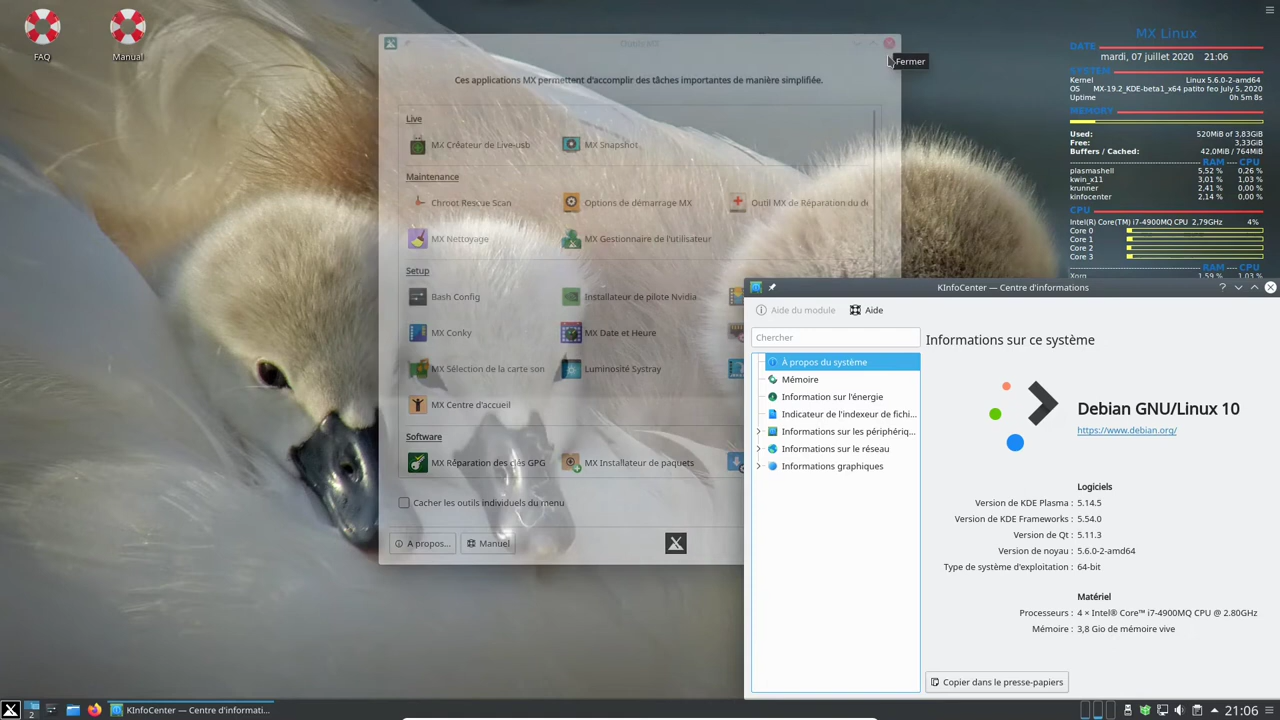 FAQ
Manual
Outils MX
Fermer
Ces applications MX permettent d'accomplir des tâches importantes de manière simplifiée.
Live
MX Créateur de Live-usb
MX Snapshot
Maintenance
Chroot Rescue Scan
Options de démarrage MX
Outil MX de Réparation du dé
MX Nettoyage
MX Gestionnaire de l'utilisateur
Setup
Bash Config
Installateur de pilote Nvidia
MX Conky
MX Date et Heure
MX Sélection de la carte son
Luminosité Systray
MX Centre d'accueil
Software
MX Réparation des clés GPG
MX Installateur de paquets
Cacher les outils individuels du menu
A propos...
Manuel
MX Linux
DATE
mardi, 07 juillet 2020 21:06
SYSTEM
Kernel Linux 5.6.0-2-amd64
OS MX-19.2_KDE-beta1_x64 patito feo July 5, 2020
Uptime 0h 5m 8s
MEMORY
Used: 520MiB of 3,83GiB
Free: 3,33GiB
Buffers / Cached: 42,0MiB / 764MiB
RAM CPU
plasmashell 5,52 % 0,26 %
kwin_x11 3,01 % 1,03 %
krunner 2,41 % 0,00 %
kinfocenter 2,14 % 0,00 %
CPU
Intel(R) Core(TM) i7-4900MQ CPU 2,79GHz 4%
Core 0
Core 1
Core 2
Core 3
RAM CPU
Xorg 1,59 % 1,03 %
KInfoCenter — Centre d'informations
Aide du module
Aide
Chercher
À propos du système
Mémoire
Information sur l'énergie
Indicateur de l'indexeur de fichi...
Informations sur les périphériq...
Informations sur le réseau
Informations graphiques
Informations sur ce système
Debian GNU/Linux 10
https://www.debian.org/
Logiciels
Version de KDE Plasma : 5.14.5
Version de KDE Frameworks : 5.54.0
Version de Qt : 5.11.3
Version de noyau : 5.6.0-2-amd64
Type de système d'exploitation : 64-bit
Matériel
Processeurs : 4 × Intel® Core™ i7-4900MQ CPU @ 2.80GHz
Mémoire : 3,8 Gio de mémoire vive
Copier dans le presse-papiers
2
KInfoCenter — Centre d'informati...
21:06